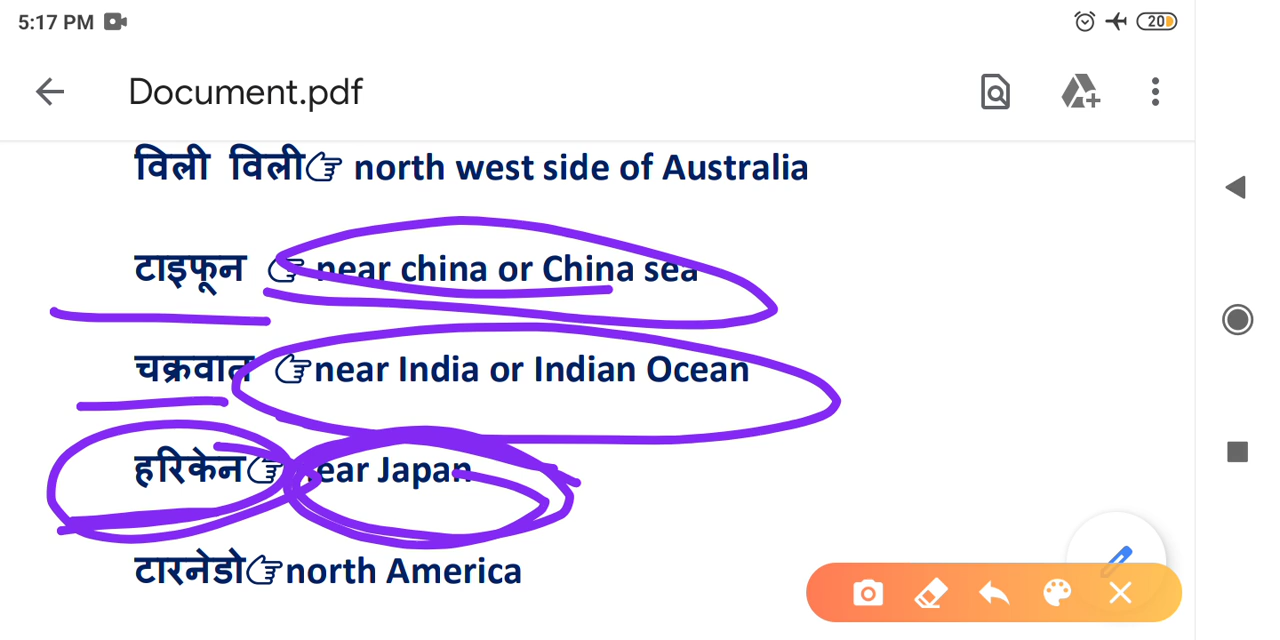 5:17 PM 20
Document.pdf
विली विली☞ north west side of Australia
टाइफून ☞ near china or China sea
चक्रवात ☞near India or Indian Ocean
हरिकेन☞ near Japan
टारनेडो☞north America